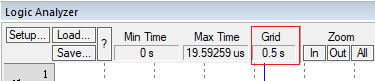 Logic Analyzer
Setup... Load... ? Min Time Max Time Grid Zoom
Save... 0 s 19.59259 us 0.5 s In Out All
1